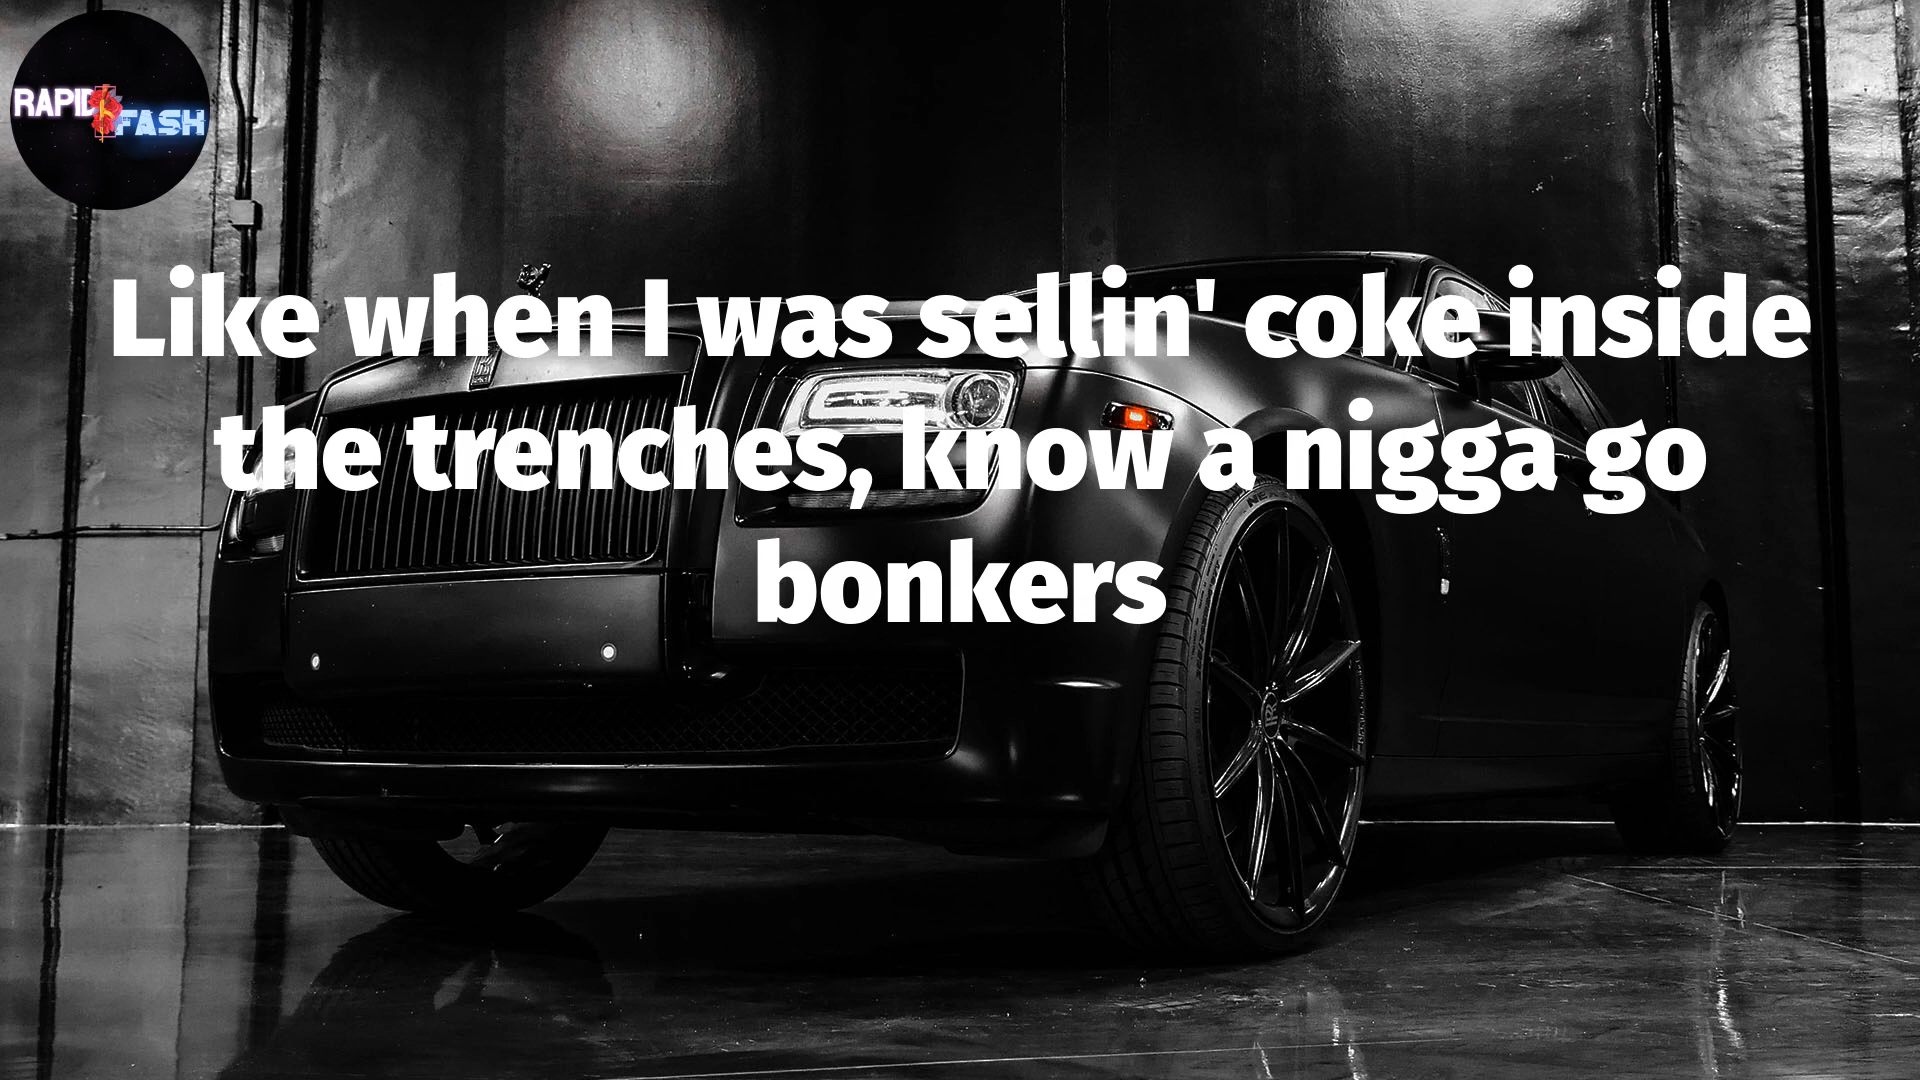 RAPID FASH
Like when I was sellin' coke inside
the trenches, know a nigga go
bonkers